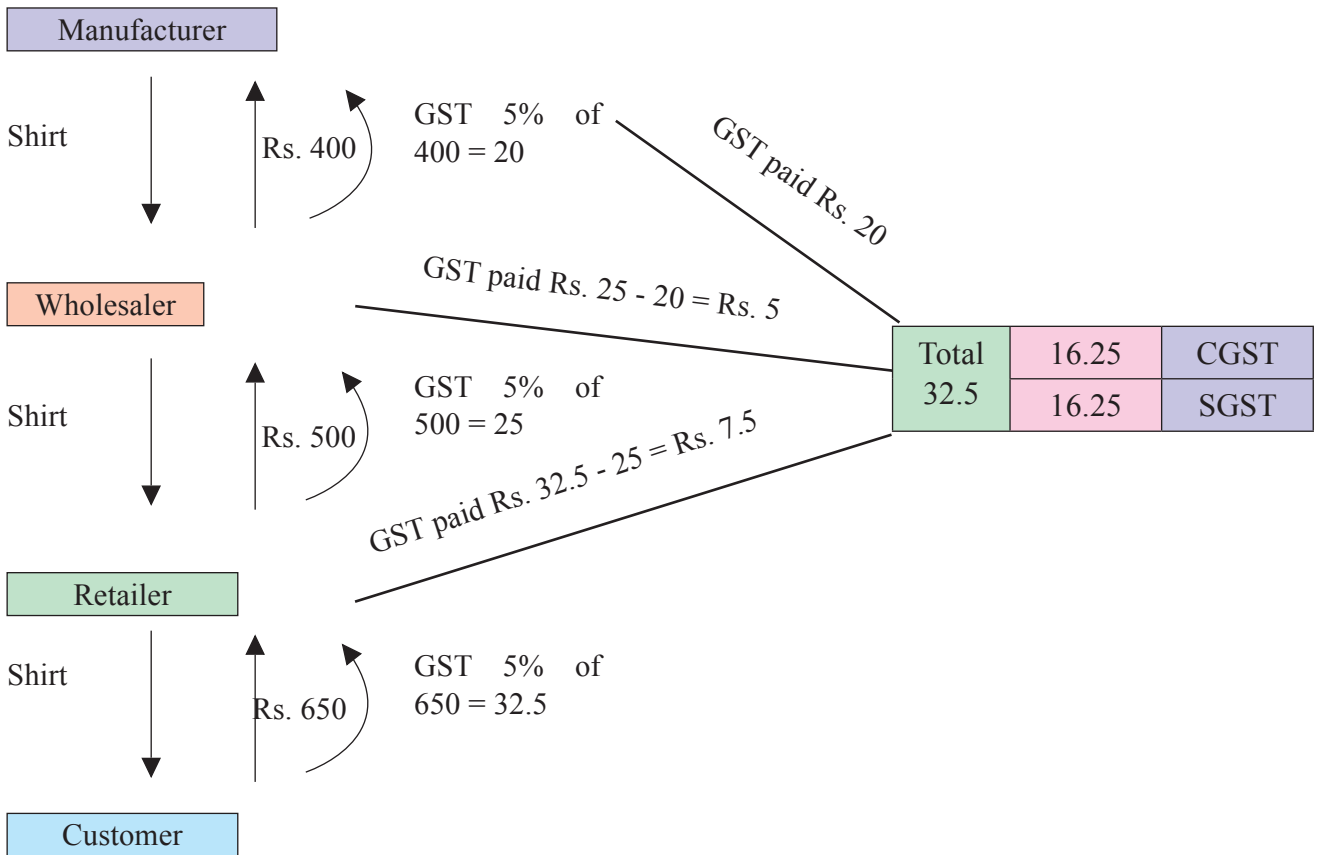 Manufacturer
Shirt
Rs. 400
GST 5% of
400 = 20
GST paid Rs. 20
Wholesaler
GST paid Rs. 25 - 20 = Rs. 5
Shirt
Rs. 500
GST 5% of
500 = 25
GST paid Rs. 32.5 - 25 = Rs. 7.5
Total
32.5
16.25 CGST
16.25 SGST
Retailer
Shirt
Rs. 650
GST 5% of
650 = 32.5
Customer